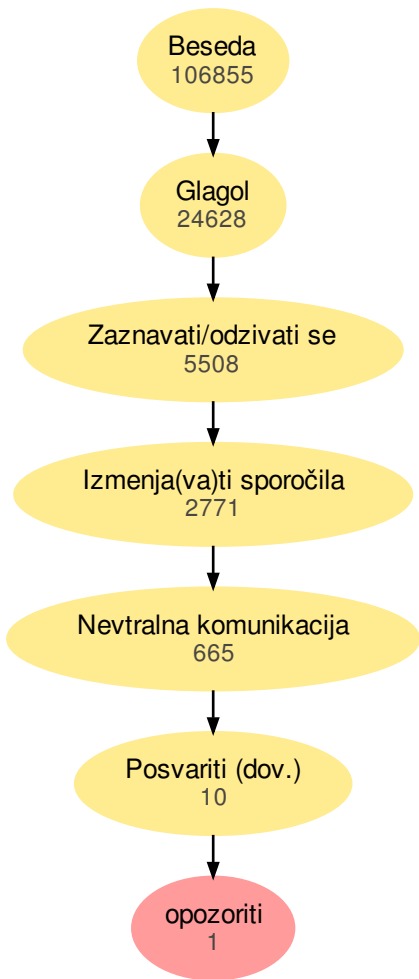 Beseda
106855
Glagol
24628
Zaznavati/odzivati se
5508
Izmenja(va)ti sporočila
2771
Nevtralna komunikacija
665
Posvariti (dov.)
10
opozoriti
1